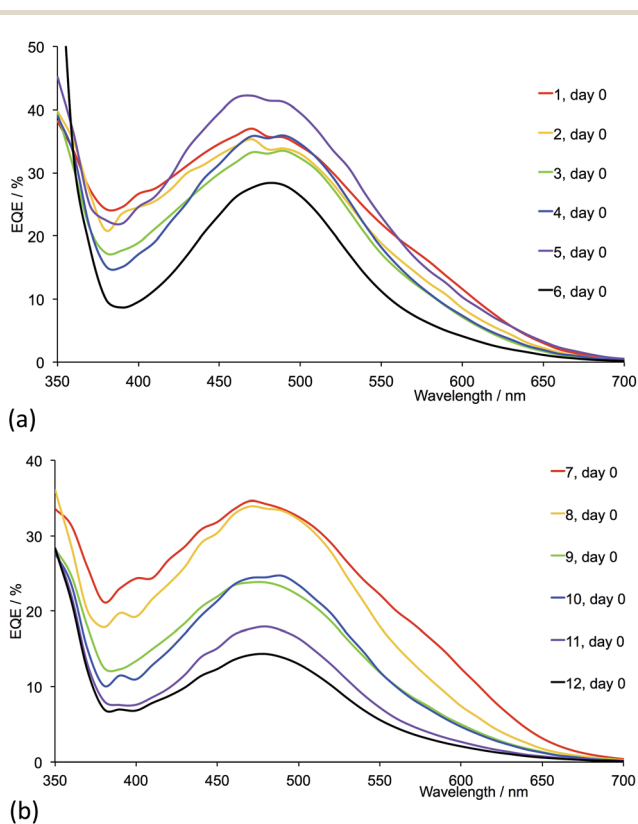 50
40
30
20
10
0
EQE / %
1, day 0
2, day 0
3, day 0
4, day 0
5, day 0
6, day 0
350 400 450 500 550 600 650 700
Wavelength / nm
(a)
40
30
20
10
0
EQE / %
7, day 0
8, day 0
9, day 0
10, day 0
11, day 0
12, day 0
350 400 450 500 550 600 650 700
Wavelength / nm
(b)